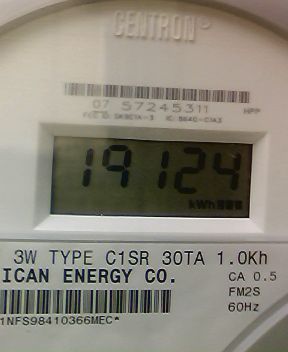 CENTRON
07 57245311 HPP
19124
kWh
3W TYPE C1SR 30TA 1.0Kh
ICAN ENERGY CO.
CA 0.5
FM2S
60Hz
1NFS98410366MEC*